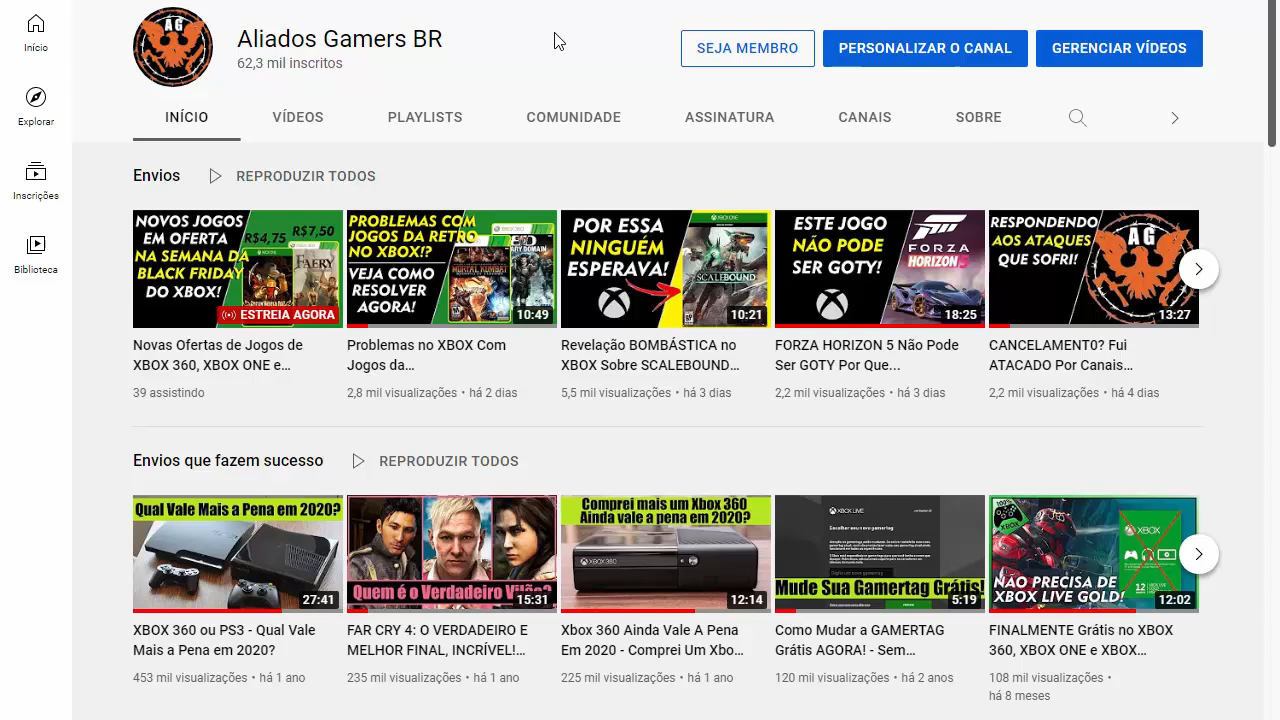 Início
Explorar
Inscrições
Biblioteca
AG
Aliados Gamers BR
62,3 mil inscritos
SEJA MEMBRO
PERSONALIZAR O CANAL
GERENCIAR VÍDEOS
INÍCIO
VÍDEOS
PLAYLISTS
COMUNIDADE
ASSINATURA
CANAIS
SOBRE
Envios
REPRODUZIR TODOS
NOVOS JOGOS
EM OFERTA
NA SEMANA DA
BLACK FRIDAY
DO XBOX!
R$4,75
R$7,50
FAERY
ESTREIA AGORA
Novas Ofertas de Jogos de
XBOX 360, XBOX ONE e…
39 assistindo
PROBLEMAS COM
JOGOS DA RETRO
NO XBOX!?
VEJA COMO
RESOLVER
AGORA!
10:49
Problemas no XBOX Com
Jogos da…
2,8 mil visualizações • há 2 dias
POR ESSA
NINGUÉM
ESPERAVA!
XBOX ONE
SCALEBOUND
10:21
Revelação BOMBÁSTICA no
XBOX Sobre SCALEBOUND…
5,5 mil visualizações • há 3 dias
ESTE JOGO
NÃO PODE
SER GOTY!
FORZA
HORIZON 5
18:25
FORZA HORIZON 5 Não Pode
Ser GOTY Por Que...
2,2 mil visualizações • há 3 dias
RESPONDENDO
AOS ATAQUES
QUE SOFRI!
AG
13:27
CANCELAMENT0? Fui
ATACADO Por Canais…
2,2 mil visualizações • há 4 dias
Envios que fazem sucesso
REPRODUZIR TODOS
Qual Vale Mais a Pena em 2020?
27:41
XBOX 360 ou PS3 - Qual Vale
Mais a Pena em 2020?
453 mil visualizações • há 1 ano
Quem é o Verdadeiro Vilão?
15:31
FAR CRY 4: O VERDADEIRO E
MELHOR FINAL, INCRÍVEL!…
235 mil visualizações • há 1 ano
Comprei mais um Xbox 360
Ainda vale a pena em 2020?
XBOX360
12:14
Xbox 360 Ainda Vale A Pena
Em 2020 - Comprei Um Xbo…
225 mil visualizações • há 1 ano
XBOX LIVE
Mude Sua Gamertag Grátis!
5:19
Como Mudar a GAMERTAG
Grátis AGORA! - Sem…
120 mil visualizações • há 2 anos
100%
XBOX
XBOX
12
NÃO PRECISA DE
XBOX LIVE GOLD!
12:02
FINALMENTE Grátis no XBOX
360, XBOX ONE e XBOX…
108 mil visualizações •
há 8 meses